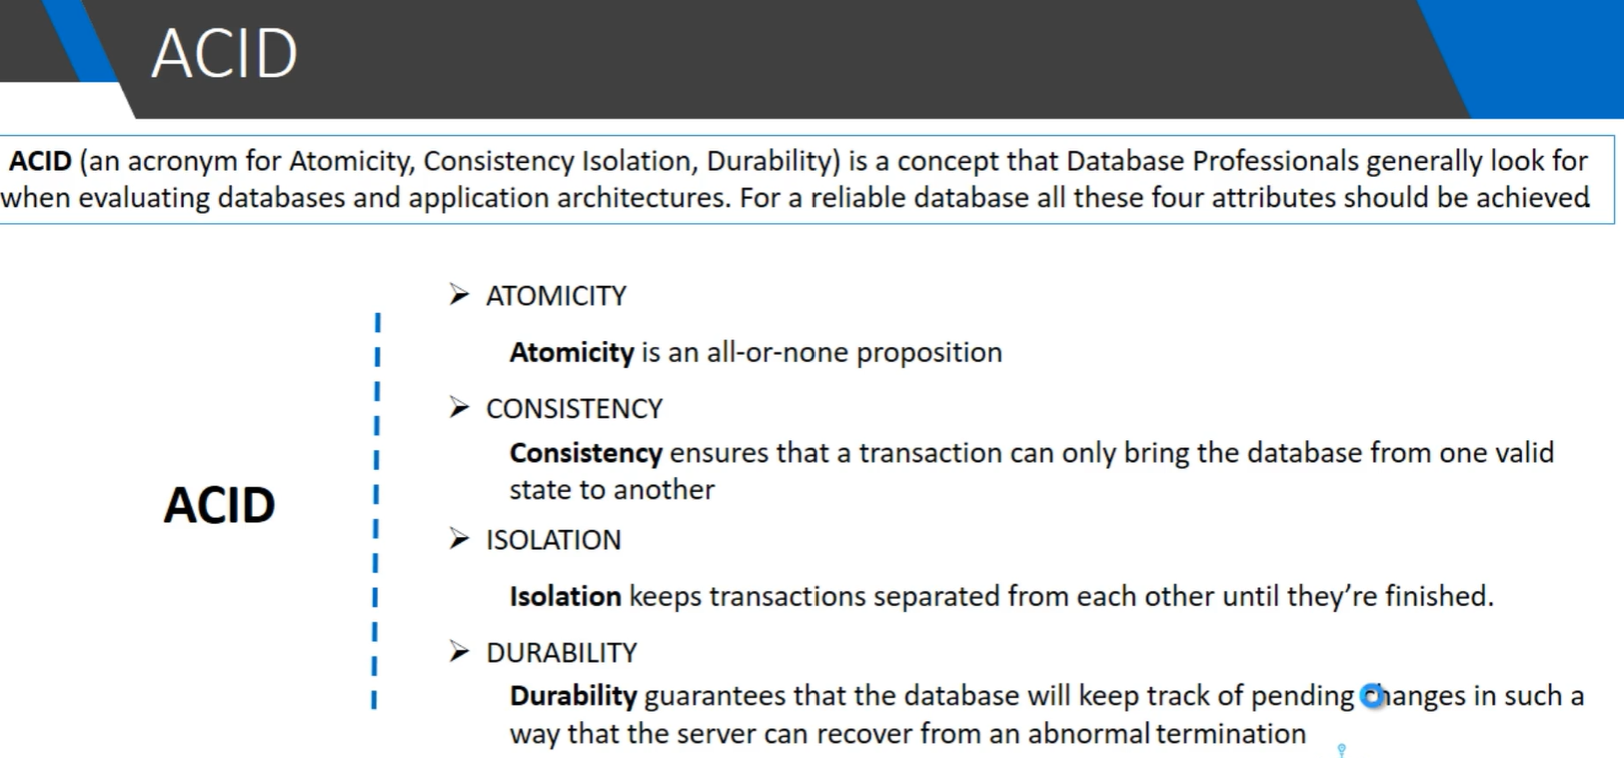 ACID
ACID (an acronym for Atomicity, Consistency Isolation, Durability) is a concept that Database Professionals generally look for
when evaluating databases and application architectures. For a reliable database all these four attributes should be achieved.
ACID
ATOMICITY
Atomicity is an all-or-none proposition
CONSISTENCY
Consistency ensures that a transaction can only bring the database from one valid
state to another
ISOLATION
Isolation keeps transactions separated from each other until they're finished.
DURABILITY
Durability guarantees that the database will keep track of pending changes in such a
way that the server can recover from an abnormal termination